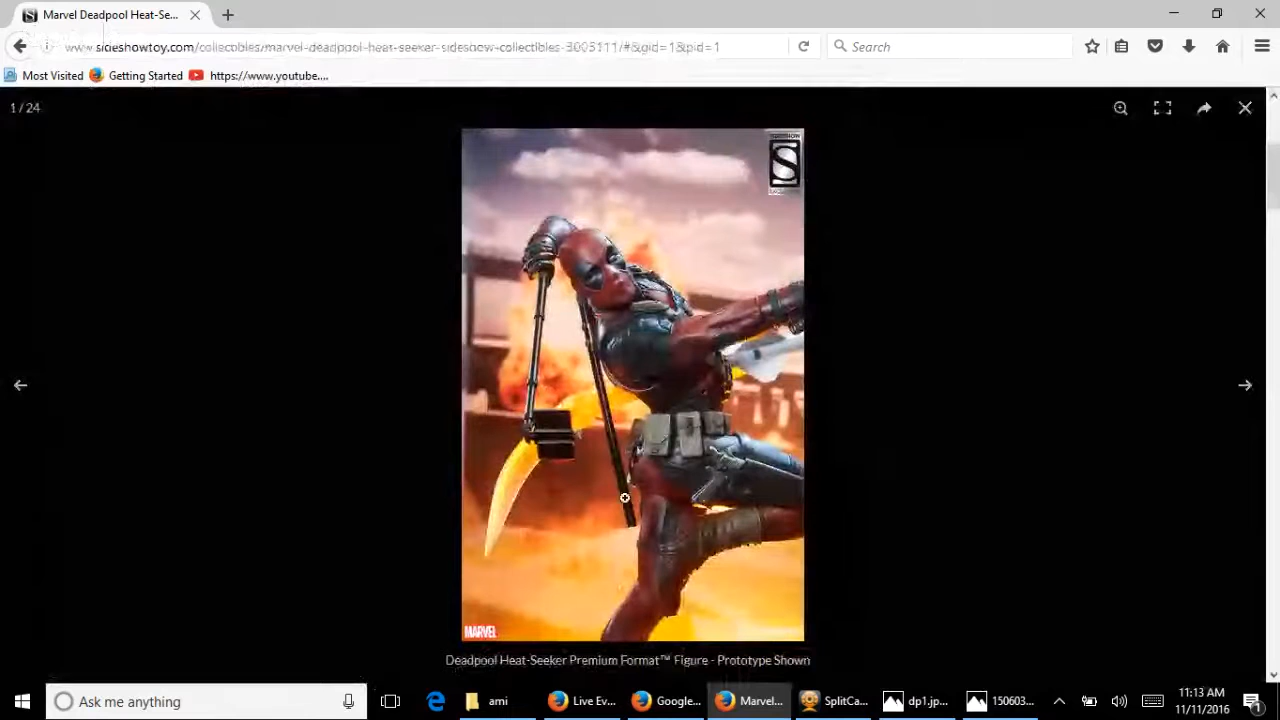 Marvel Deadpool Heat-Se...
www.sideshowtoy.com/collectibles/marvel-deadpool-heat-seeker-sideshow-collectibles-3005111/#&gid=1&pid=1
Search
Most Visited
Getting Started
https://www.youtube....
1 / 24
S
MARVEL
Deadpool Heat-Seeker Premium Format™ Figure - Prototype Shown
Ask me anything
ami
Live Ev...
Google...
Marvel...
SplitCa...
dp1.jp...
150603...
11:13 AM
11/11/2016
1